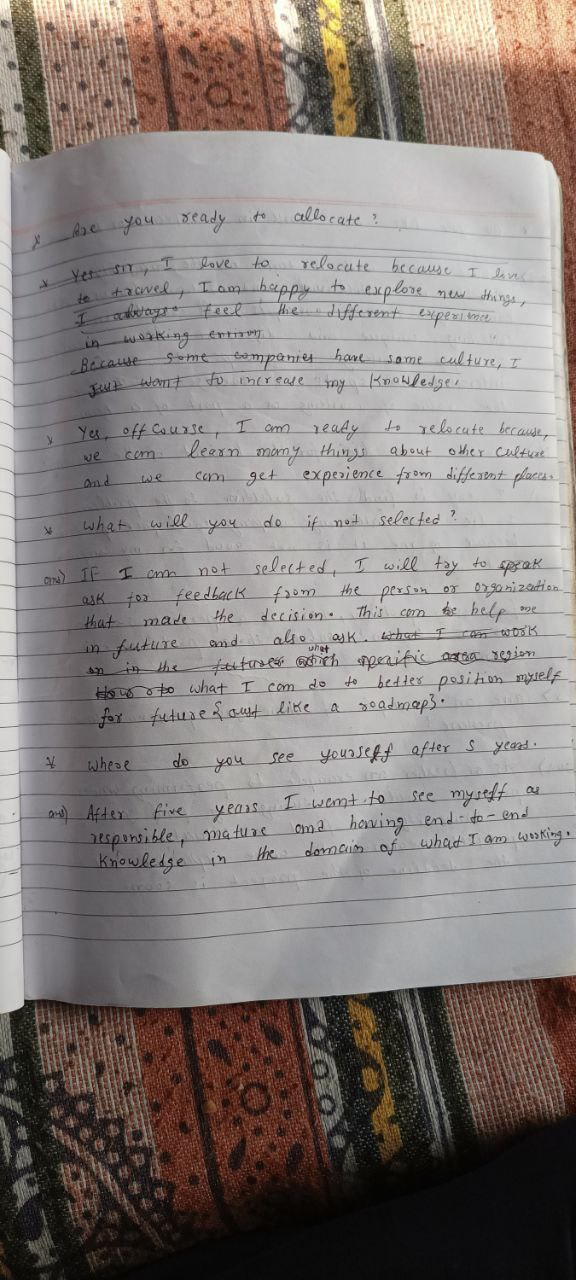 * Are you ready to allocate?
* Yes sir, I love to relocate because I love
to travel, I am happy to explore new things,
I always feel the different experience
in working
Because some companies have some culture, I
Just want to increase my knowledge.
* Yes, off course, I am ready to relocate because,
we can learn many things about other culture
and we can get experience from different places.
* What will you do if not selected?
ans) IF I am not selected, I will try to speak
ask for feedback from the person or organization
that made the decision. This can be help me
in future and also ask. what I can work
on in the future which what specific area region
How to what I can do to better position myself
for future {aut like a roadmap}.
* Where do you see yourself after 5 years.
ans) After five years I want to see myself as
responsible, mature and having end-to-end
knowledge in the domain of what I am working.